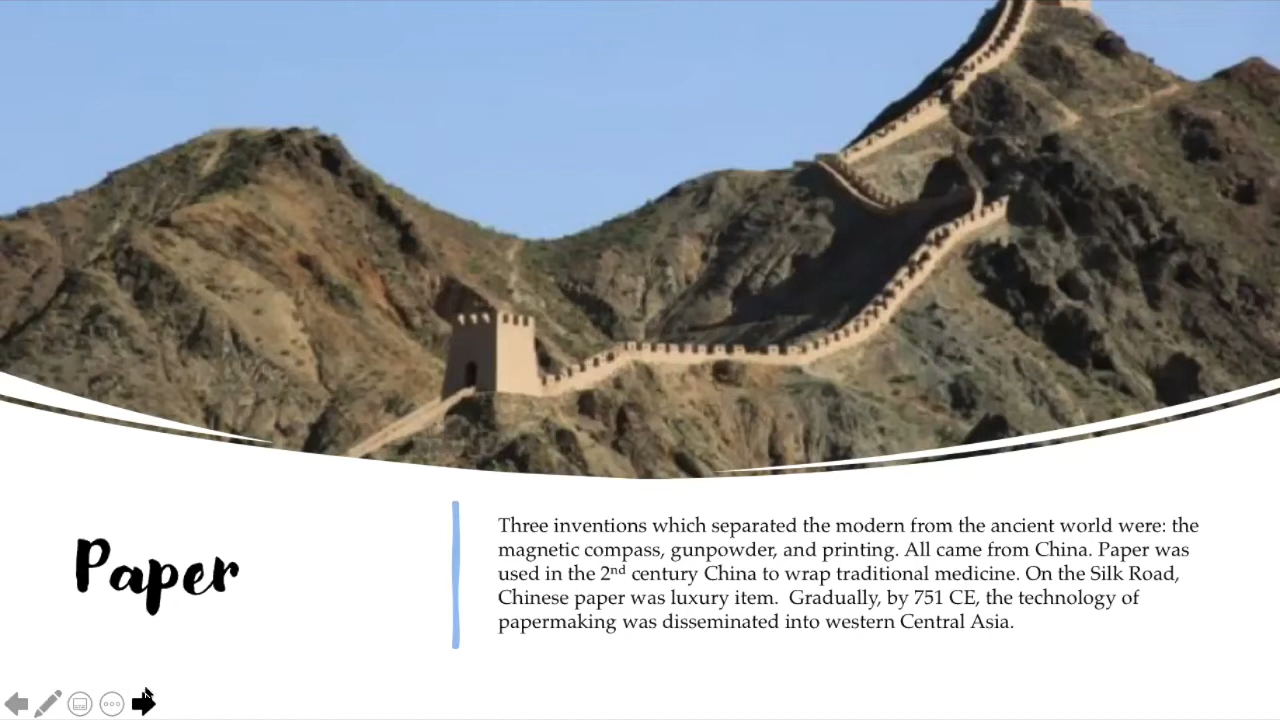 Paper
Three inventions which separated the modern from the ancient world were: the
magnetic compass, gunpowder, and printing. All came from China. Paper was
used in the 2nd century China to wrap traditional medicine. On the Silk Road,
Chinese paper was luxury item.  Gradually, by 751 CE, the technology of
papermaking was disseminated into western Central Asia.